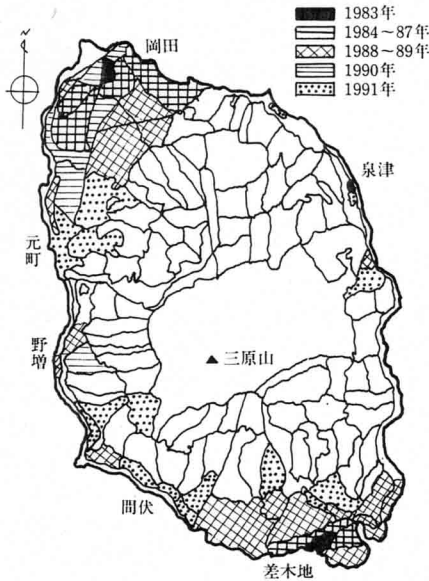 1983年
1984～87年
1988～89年
1990年
1991年
岡田
泉津
元町
野増
▲三原山
間伏
差木地